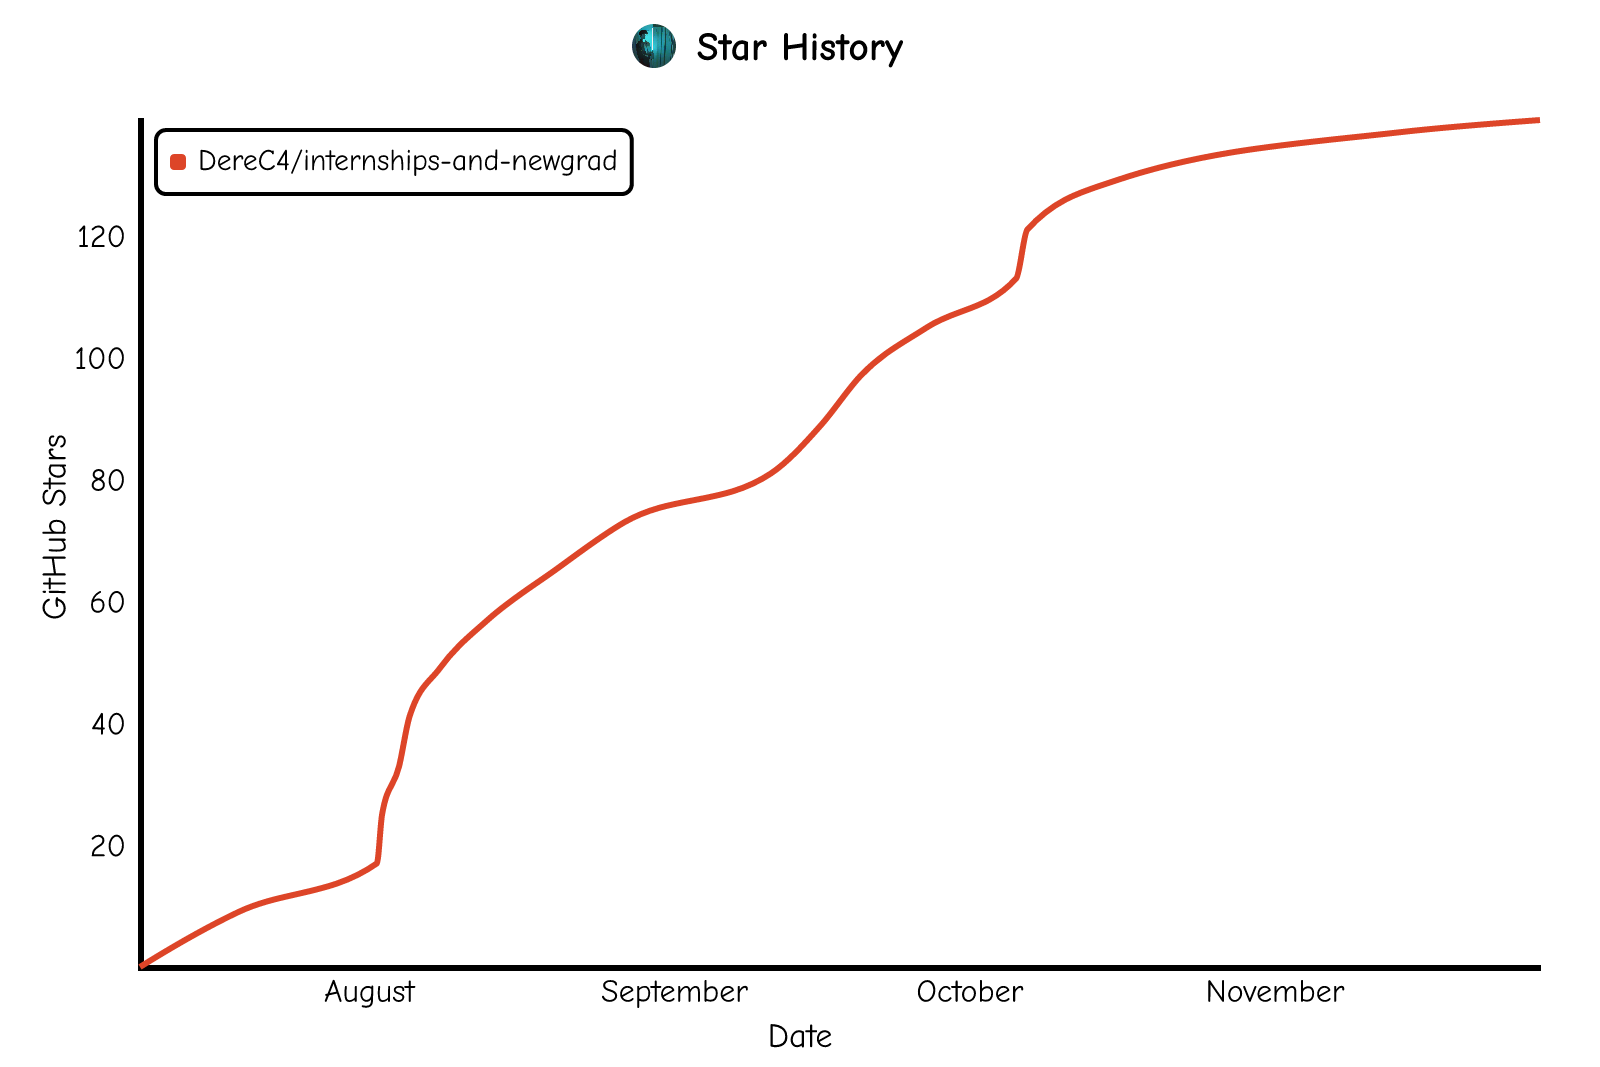 Star History
DereC4/internships-and-newgrad
120
100
80
60
40
20
GitHub Stars
August September October November
Date